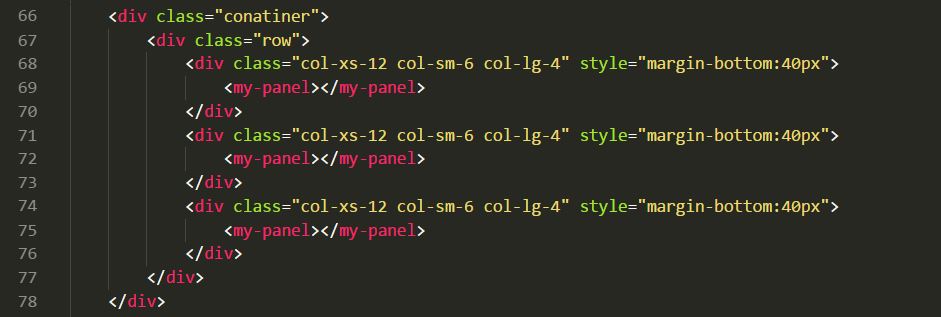 66 <div class="conatiner">
67 <div class="row">
68 <div class="col-xs-12 col-sm-6 col-lg-4" style="margin-bottom:40px">
69 <my-panel></my-panel>
70 </div>
71 <div class="col-xs-12 col-sm-6 col-lg-4" style="margin-bottom:40px">
72 <my-panel></my-panel>
73 </div>
74 <div class="col-xs-12 col-sm-6 col-lg-4" style="margin-bottom:40px">
75 <my-panel></my-panel>
76 </div>
77 </div>
78 </div>